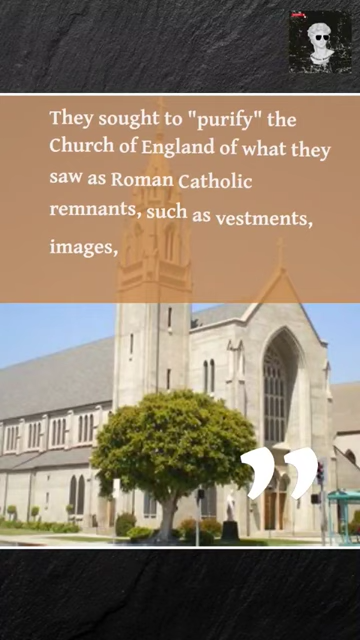 They sought to "purify" the
Church of England of what they
saw as Roman Catholic
remnants, such as vestments,
images,